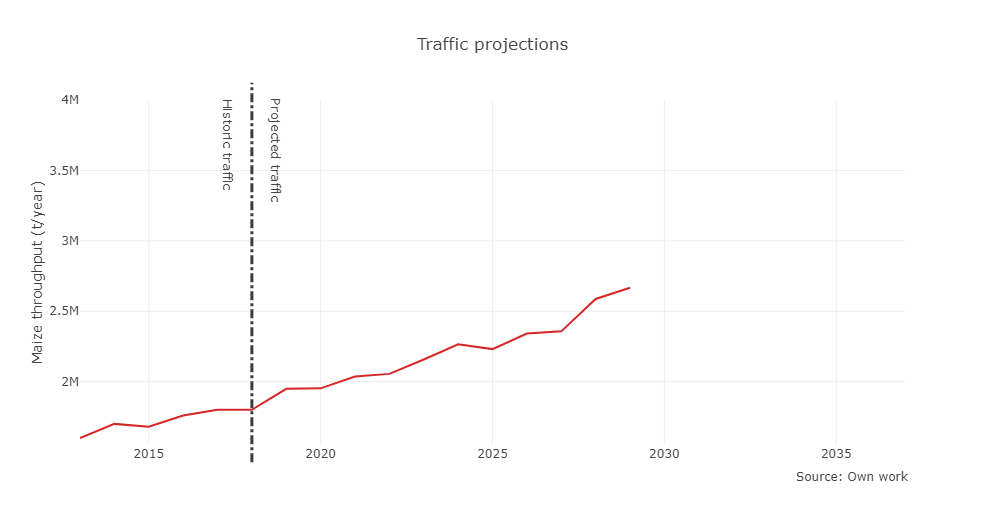 Traffic projections
Historic traffic
Projected traffic
Maize throughput (t/year)
4M
3.5M
3M
2.5M
2M
2015
2020
2025
2030
2035
Source: Own work